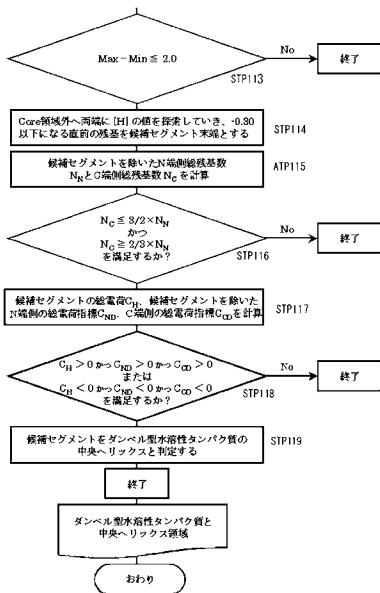 Max－Min≦ 2.0
No
終了
STP113
Core領域外へ両端に [H] の値を探索していき、-0.30
以下になる直前の残基を候補セグメント末端とする
STP114
候補セグメントを除いたN端側総残基数
NNとC端側総残基数 NCを計算
ATP115
NC≦ 3/2×NN
かつ
NC≧ 2/3×NN
を満足するか？
No
終了
STP116
候補セグメントの総電荷CH、候補セグメントを除いた
N端側の総電荷指標CND、C端側の総電荷指標CCDを計算
STP117
CH＞0かつCND＞0かつCCD＞0
または
CH＜0かつCND＜0かつCCD＜0
を満足するか？
No
終了
STP118
候補セグメントをダンベル型水溶性タンパク質の
中央ヘリックスと判定する
STP119
終了
ダンベル型水溶性タンパク質と
中央ヘリックス領域
おわり